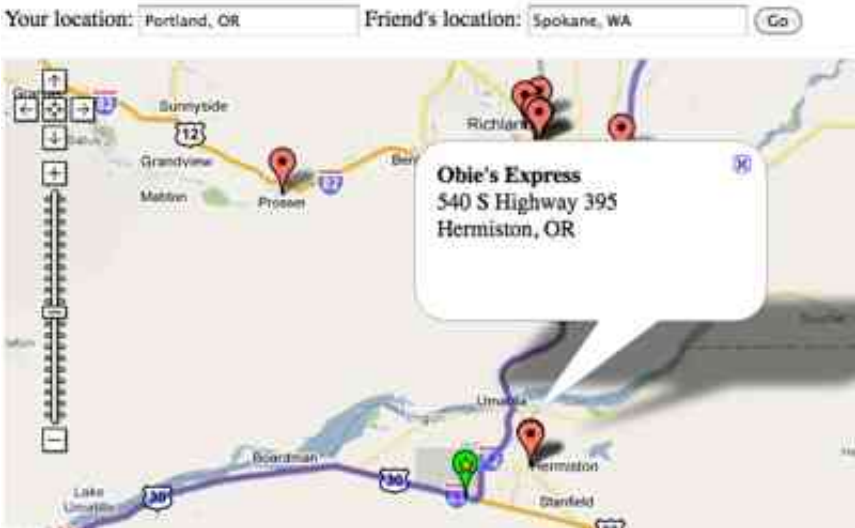 Your location: Portland, OR Friend's location: Spokane, WA Go
Sunnyside
12
Richland
Grandview
Obie's Express
540 S Highway 395
Hermiston, OR
Mabton
Prosser
Umatilla
Boardman
Hermiston
Lake
Umatilla
30
30
Stanfield